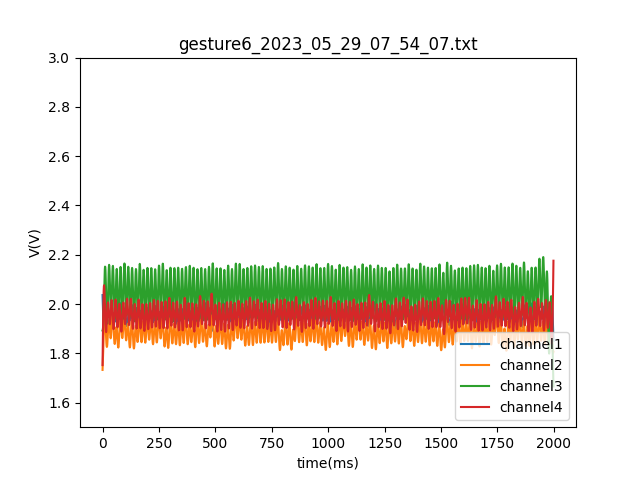 gesture6_2023_05_29_07_54_07.txt
3.0
2.8
2.6
2.4
2.2
2.0
1.8
1.6
V(V)
channel1
channel2
channel3
channel4
0 250 500 750 1000 1250 1500 1750 2000
time(ms)